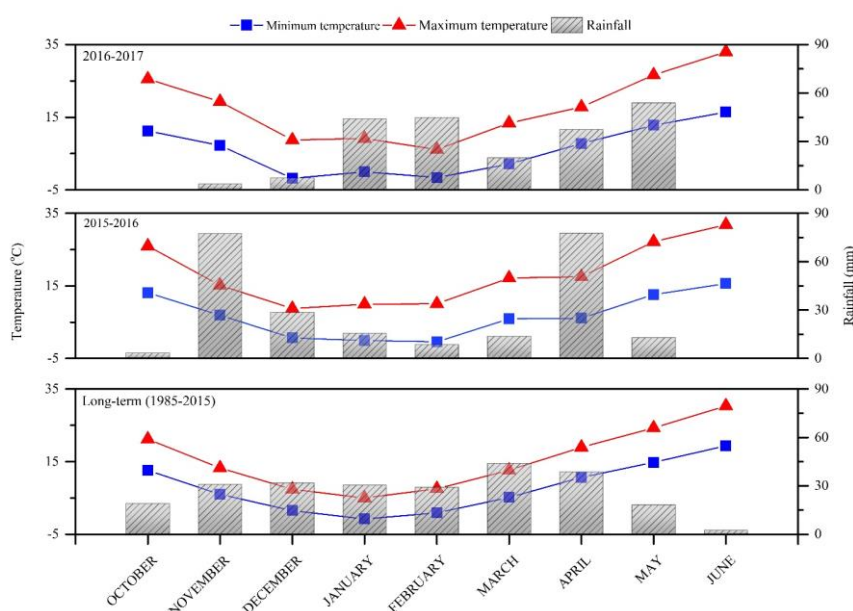 Minimum temperature Maximum temperature Rainfall
2016-2017
35
15
-5
90
60
30
0
2015-2016
35
15
-5
90
60
30
0
Long-term (1985-2015)
35
15
-5
90
60
30
0
Temperature (°C)
Rainfall (mm)
OCTOBER
NOVEMBER
DECEMBER
JANUARY
FEBRUARY
MARCH
APRIL
MAY
JUNE